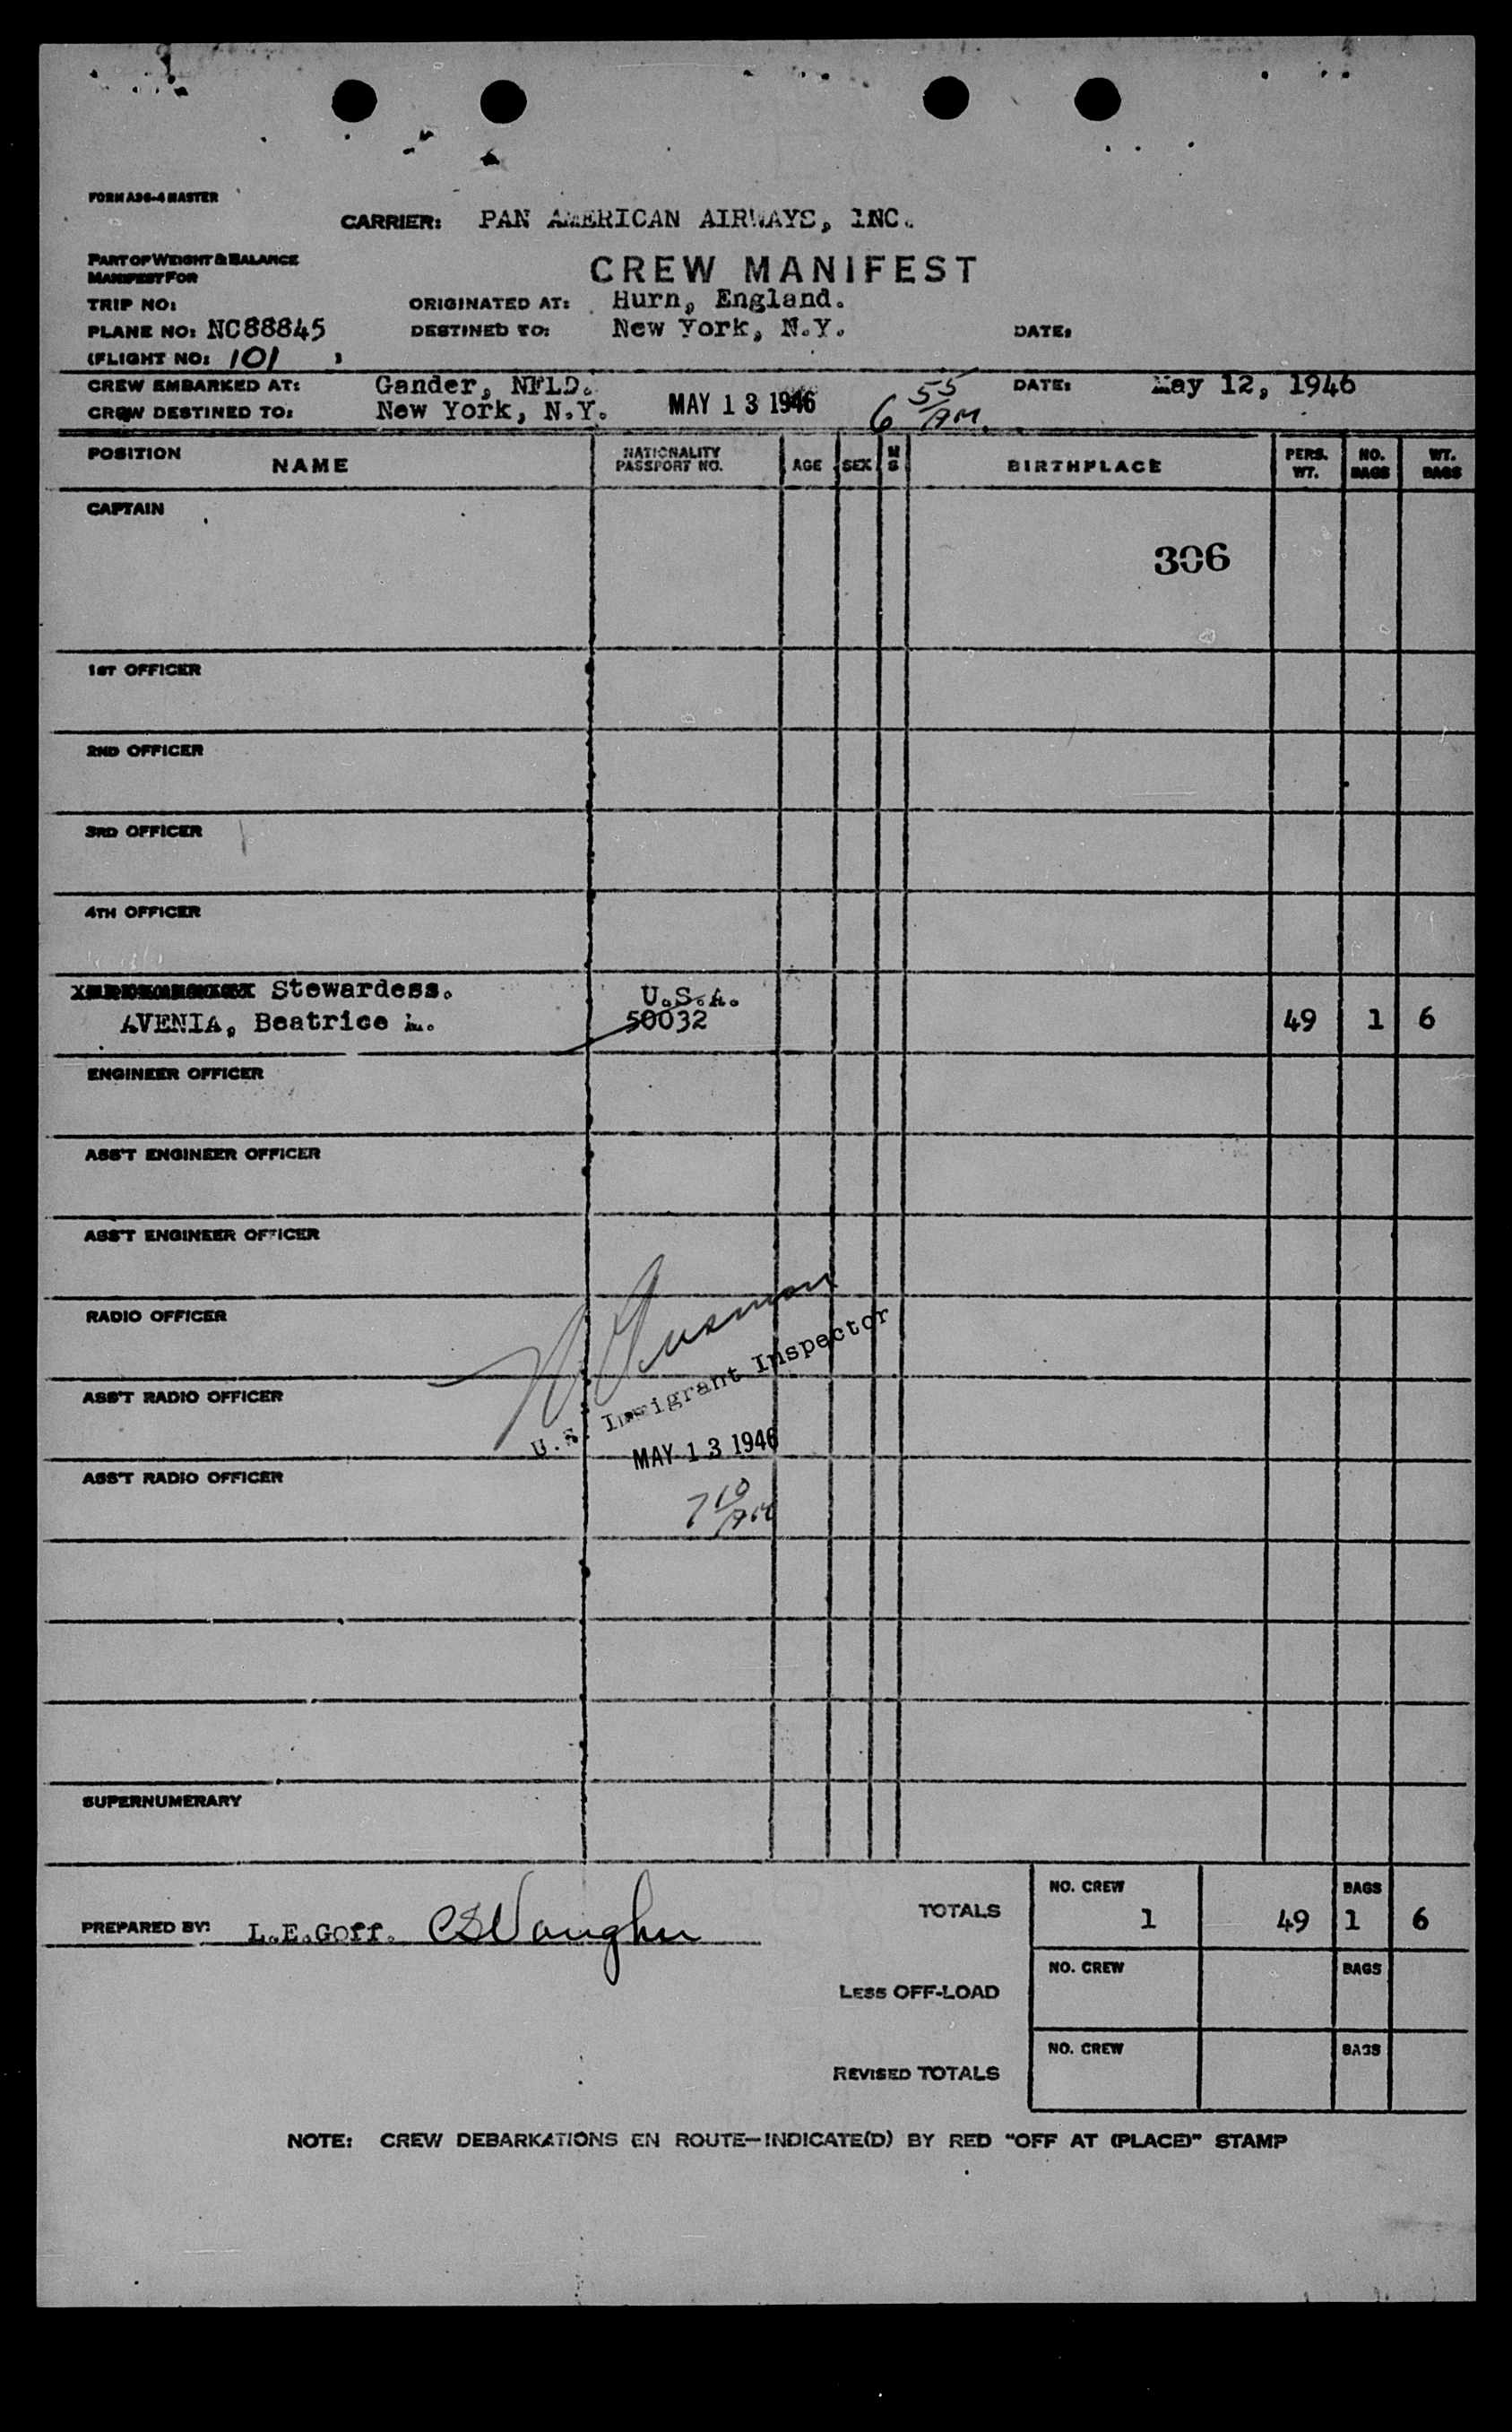 FORM A36-4 MASTER
CARRIER: PAN AMERICAN AIRWAYS, INC.
PART OF WEIGHT & BALANCE
MANIFEST FOR
CREW MANIFEST
TRIP NO:
ORIGINATED AT: Hurn, England.
PLANE NO: NC88845
DESTINED TO: New York, N.Y.
DATE:
(FLIGHT NO: 101 )
CREW EMBARKED AT: Gander, NFLD.
DATE: May 12, 1946
CREW DESTINED TO: New York, N.Y.
MAY 13 1946
6 55 AM.
POSITION
NAME
NATIONALITY
PASSPORT NO.
AGE
SEX
M
S
BIRTHPLACE
PERS.
WT.
NO.
BAGS
WT.
BAGS
CAPTAIN
306
1ST OFFICER
2ND OFFICER
3RD OFFICER
4TH OFFICER
Stewardess.
U.S.A.
AVENIA, Beatrice
50032
49 1 6
ENGINEER OFFICER
ASS'T ENGINEER OFFICER
ASS'T ENGINEER OFFICER
RADIO OFFICER
U.S. Immigrant Inspector
ASS'T RADIO OFFICER
MAY 13 1946
ASS'T RADIO OFFICER
7 10 AM
SUPERNUMERARY
PREPARED BY: L.E.Goff. CS Vaughn
TOTALS
NO. CREW
1
49
BAGS
1
6
LESS OFF-LOAD
NO. CREW
BAGS
REVISED TOTALS
NO. CREW
BAGS
NOTE: CREW DEBARKATIONS EN ROUTE—INDICATE(D) BY RED "OFF AT (PLACE)" STAMP